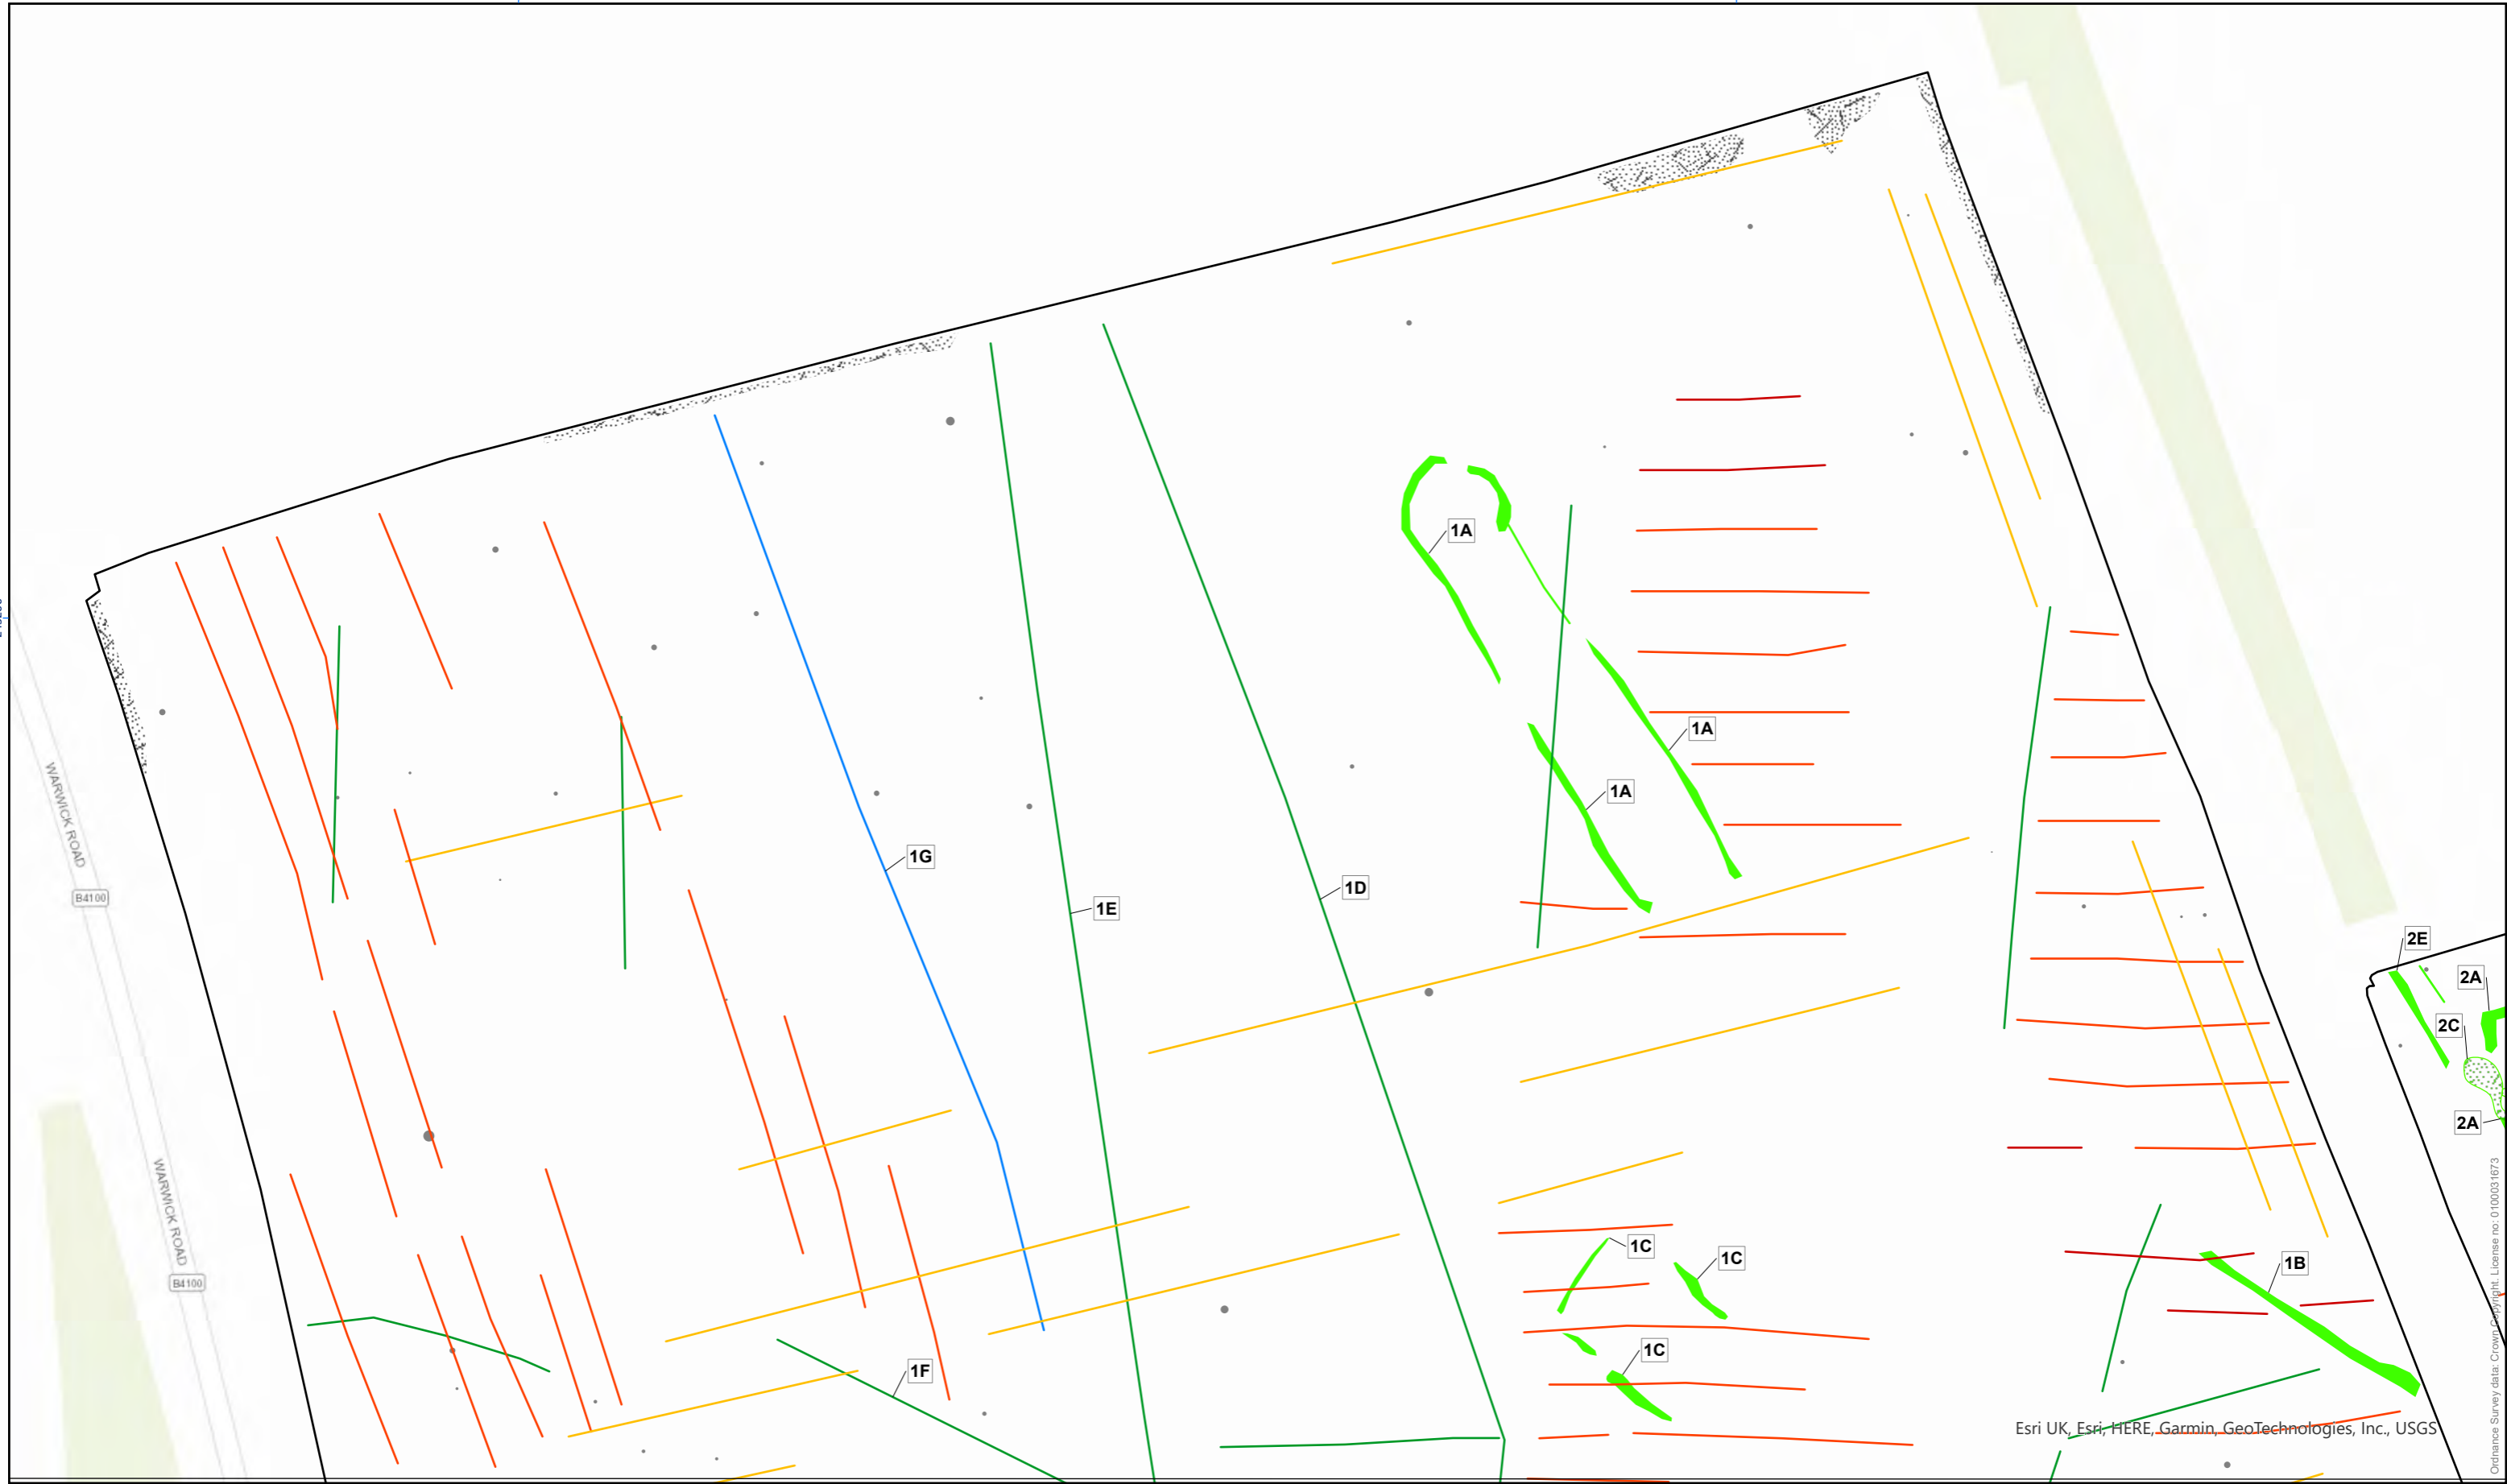 1A
WARWICK ROAD
1A
1A
B4100
1G
1D
1E
2E
2A
2C
2A
WARWICK ROAD
B4100
1C
1C
1B
1C
1F
Esri UK, Esri, HERE, Garmin, GeoTechnologies, Inc., USGS
Ordnance Survey data: Crown Copyright. License no: 0100031673